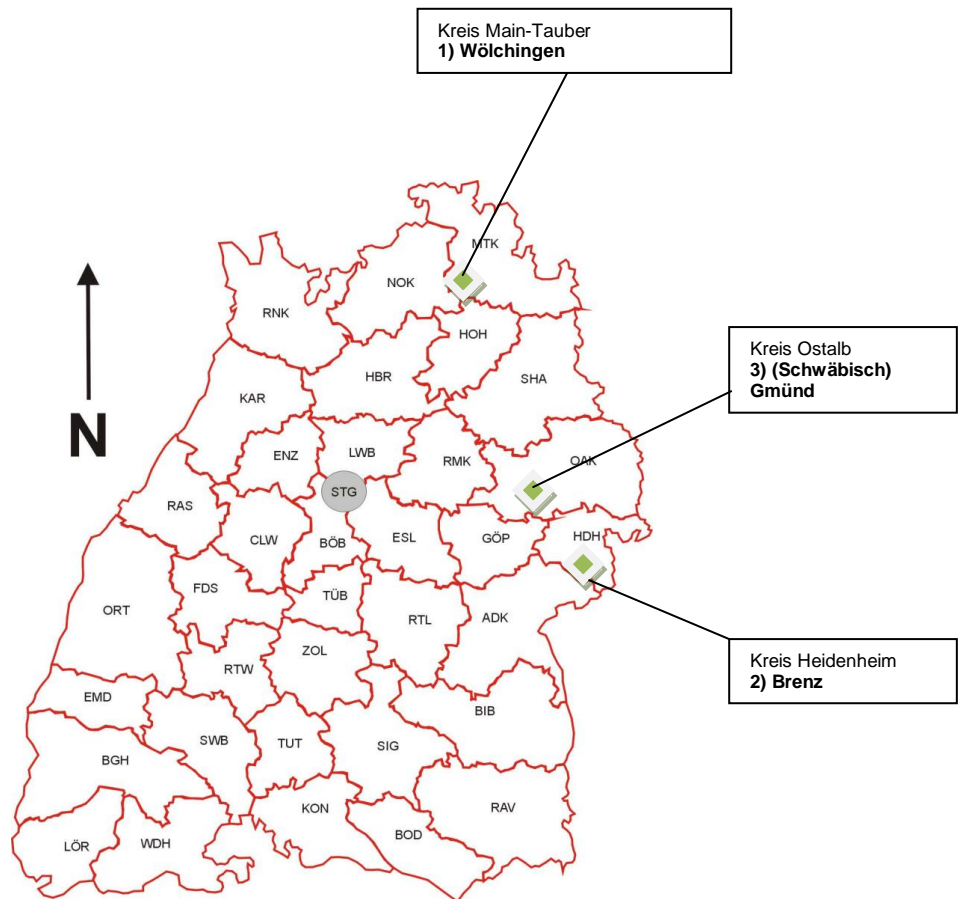 Kreis Main-Tauber
1) Wölchingen
MTK
NOK
RNK
HOH
Kreis Ostalb
3) (Schwäbisch)
Gmünd
HBR
SHA
KAR
N
LWB
ENZ
RMK
OAK
STG
RAS
BÖB
ESL
GÖP
HDH
CLW
FDS
TÜB
ORT
RTL
ADK
ZOL
Kreis Heidenheim
2) Brenz
RTW
EMD
BIB
SWB
TUT
SIG
BGH
RAV
KON
BOD
WDH
LÖR